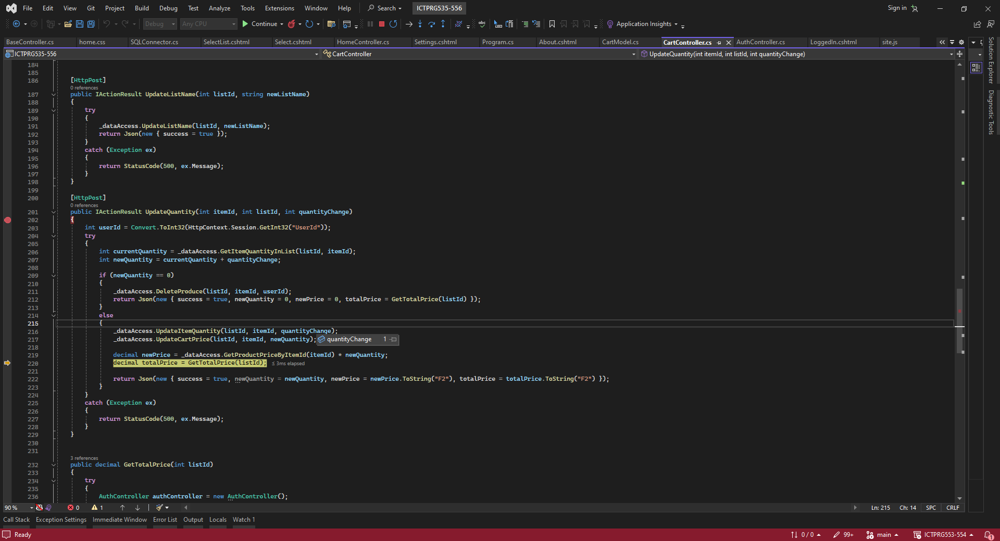 File Edit View Git Project Build Debug Test Analyze Tools Extensions Window Help Search ICTPRG535-556 Sign in
Debug Any CPU Continue Application Insights
BaseController.cs home.css SQLConnector.cs SelectList.cshtml Select.cshtml HomeController.cs Settings.cshtml Program.cs About.cshtml CartModel.cs CartController.cs AuthController.cs LoggedIn.cshtml site.js
ICTPRG535-556 CartController UpdateQuantity(int itemId, int listId, int quantityChange)
Solution Explorer
Diagnostic Tools
184
185
186 [HttpPost]
0 references
187 public IActionResult UpdateListName(int listId, string newListName)
188 {
189 try
190 {
191 _dataAccess.UpdateListName(listId, newListName);
192 return Json(new { success = true });
193 }
194 catch (Exception ex)
195 {
196 return StatusCode(500, ex.Message);
197 }
198 }
199
200 [HttpPost]
0 references
201 public IActionResult UpdateQuantity(int itemId, int listId, int quantityChange)
202 {
203 int userId = Convert.ToInt32(HttpContext.Session.GetInt32("UserId"));
204 try
205 {
206 int currentQuantity = _dataAccess.GetItemQuantityInList(listId, itemId);
207 int newQuantity = currentQuantity + quantityChange;
208
209 if (newQuantity == 0)
210 {
211 _dataAccess.DeleteProduce(listId, itemId, userId);
212 return Json(new { success = true, newQuantity = 0, newPrice = 0, totalPrice = GetTotalPrice(listId) });
213 }
214 else
215 {
216 _dataAccess.UpdateItemQuantity(listId, itemId, quantityChange);
217 _dataAccess.UpdateCartPrice(listId, itemId, newQuantity); quantityChange 1
218
219 decimal newPrice = _dataAccess.GetProductPriceByItemId(itemId) * newQuantity;
220 decimal totalPrice = GetTotalPrice(listId); ≤ 3ms elapsed
221
222 return Json(new { success = true, newQuantity = newQuantity, newPrice = newPrice.ToString("F2"), totalPrice = totalPrice.ToString("F2") });
223 }
224 }
225 catch (Exception ex)
226 {
227 return StatusCode(500, ex.Message);
228 }
229 }
230
231
3 references
232 public decimal GetTotalPrice(int listId)
233 {
234 try
235 {
236 AuthController authController = new AuthController();
90 % 0 1 Ln: 215 Ch: 14 SPC CRLF
Call Stack Exception Settings Immediate Window Error List Output Locals Watch 1
Ready 0 / 0 99+ main ICTPRG553-554 1